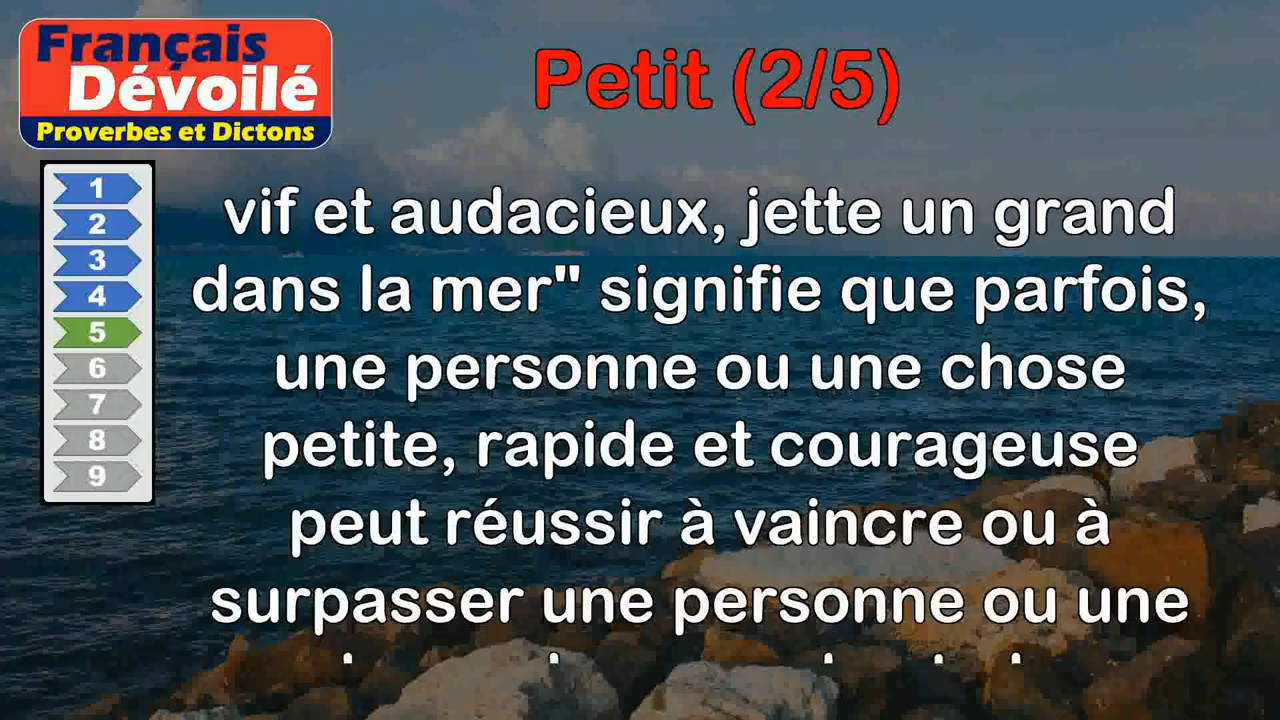 Français
Dévoilé
Proverbes et Dictons
Petit (2/5)
1
2
3
4
5
6
7
8
9
vif et audacieux, jette un grand
dans la mer" signifie que parfois,
une personne ou une chose
petite, rapide et courageuse
peut réussir à vaincre ou à
surpasser une personne ou une